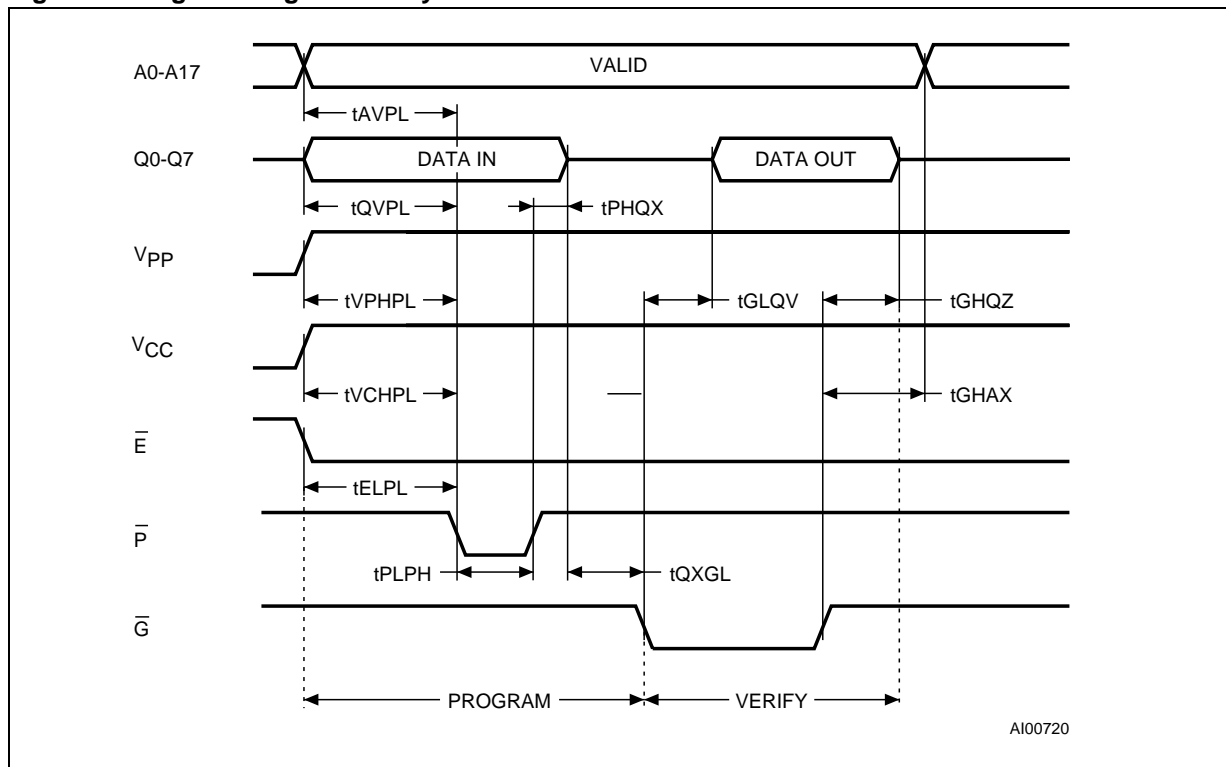 A0-A17 VALID
tAVPL
Q0-Q7 DATA IN DATA OUT
tQVPL tPHQX
VPP
tVPHPL tGLQV tGHQZ
VCC
tVCHPL tGHAX
E̅
tELPL
P̅
tPLPH tQXGL
G̅
PROGRAM VERIFY
AI00720